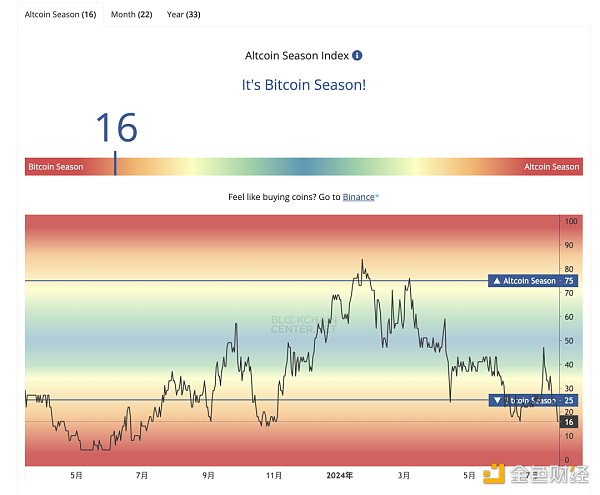 Altcoin Season (16) Month (22) Year (33)
Altcoin Season Index
It's Bitcoin Season!
16
Bitcoin Season Altcoin Season
Feel like buying coins? Go to Binance*
100
90
80
▲ Altcoin Season 75
70
60
BLOCKCHAIN
CENTER.NET
50
40
30
▼ Bitcoin Season 25
20
16
10
0
5月 7月 9月 11月 2024年 3月 5月 7月
金色财经